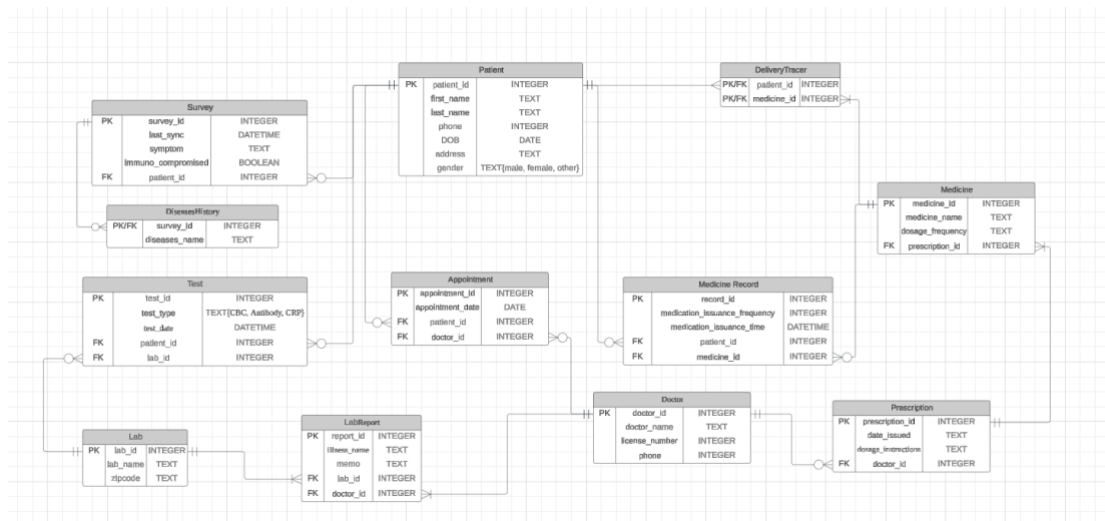 Patient
PK patient_id INTEGER
first_name TEXT
last_name TEXT
phone INTEGER
DOB DATE
address TEXT
gender TEXT{male, female, other}
DeliveryTracer
PK/FK patient_id INTEGER
PK/FK medicine_id INTEGER
Survey
PK survey_id INTEGER
last_sync DATETIME
symptom TEXT
immuno_compromised BOOLEAN
FK patient_id INTEGER
Medicine
PK medicine_id INTEGER
medicine_name TEXT
dosage_frequency TEXT
FK prescription_id INTEGER
DiseasesHistory
PK/FK survey_id INTEGER
diseases_name TEXT
Test
PK test_id INTEGER
test_type TEXT{CBC, Antibody, CRP}
test_date DATETIME
FK patient_id INTEGER
FK lab_id INTEGER
Appointment
PK appointment_id INTEGER
appointment_date DATE
FK patient_id INTEGER
FK doctor_id INTEGER
Medicine Record
PK record_id INTEGER
medication_issuance_frequency INTEGER
medication_issuance_time DATETIME
FK patient_id INTEGER
FK medicine_id INTEGER
Doctor
PK doctor_id INTEGER
doctor_name TEXT
license_number INTEGER
phone INTEGER
Prescription
PK prescription_id INTEGER
date_issued TEXT
dosage_instructions TEXT
FK doctor_id INTEGER
Lab
PK lab_id INTEGER
lab_name TEXT
zipcode TEXT
LabReport
PK report_id INTEGER
illness_name TEXT
memo TEXT
FK lab_id INTEGER
FK doctor_id INTEGER